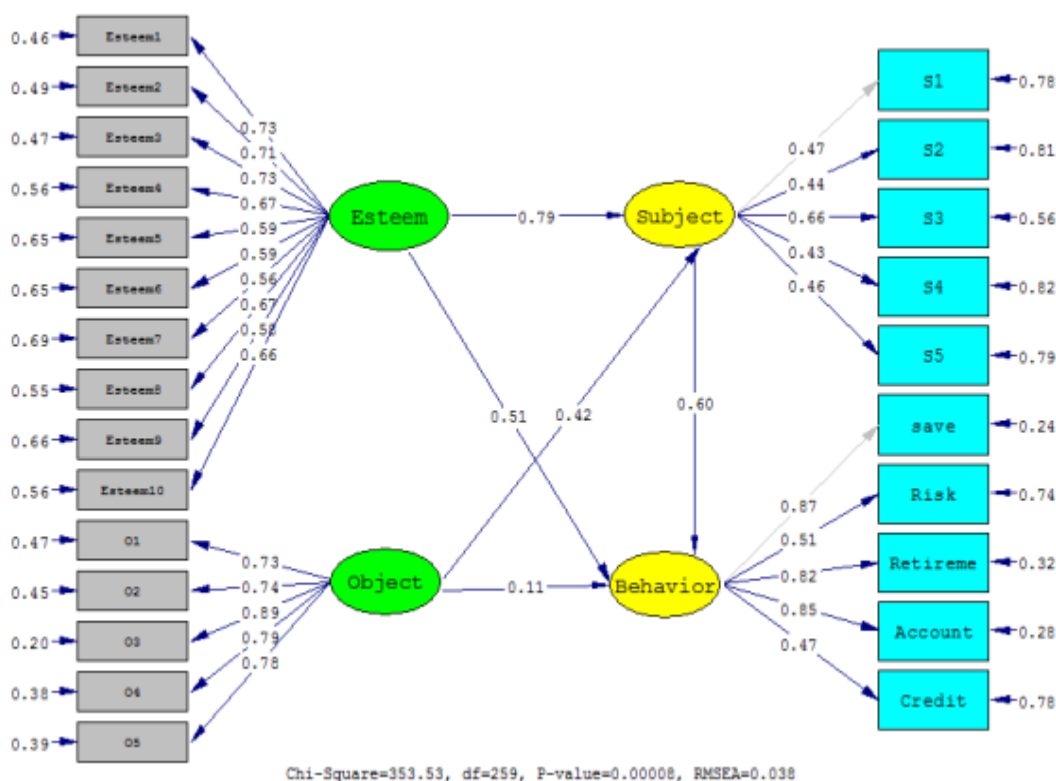 0.46
Esteem1
0.49
Esteem2
0.47
Esteem3
0.56
Esteem4
0.65
Esteem5
0.65
Esteem6
0.69
Esteem7
0.55
Esteem8
0.66
Esteem9
0.56
Esteem10
0.47
O1
0.45
O2
0.20
O3
0.38
O4
0.39
O5
0.73
0.71
0.73
0.67
0.59
0.59
0.56
0.67
0.58
0.66
0.73
0.74
0.89
0.79
0.78
Esteem
Object
0.79
0.51
0.42
0.11
0.60
Subject
Behavior
0.47
0.44
0.66
0.43
0.46
0.87
0.51
0.82
0.85
0.47
S1
0.78
S2
0.81
S3
0.56
S4
0.82
S5
0.79
save
0.24
Risk
0.74
Retireme
0.32
Account
0.28
Credit
0.78
Chi-Square=353.53, df=259, P-value=0.00008, RMSEA=0.038